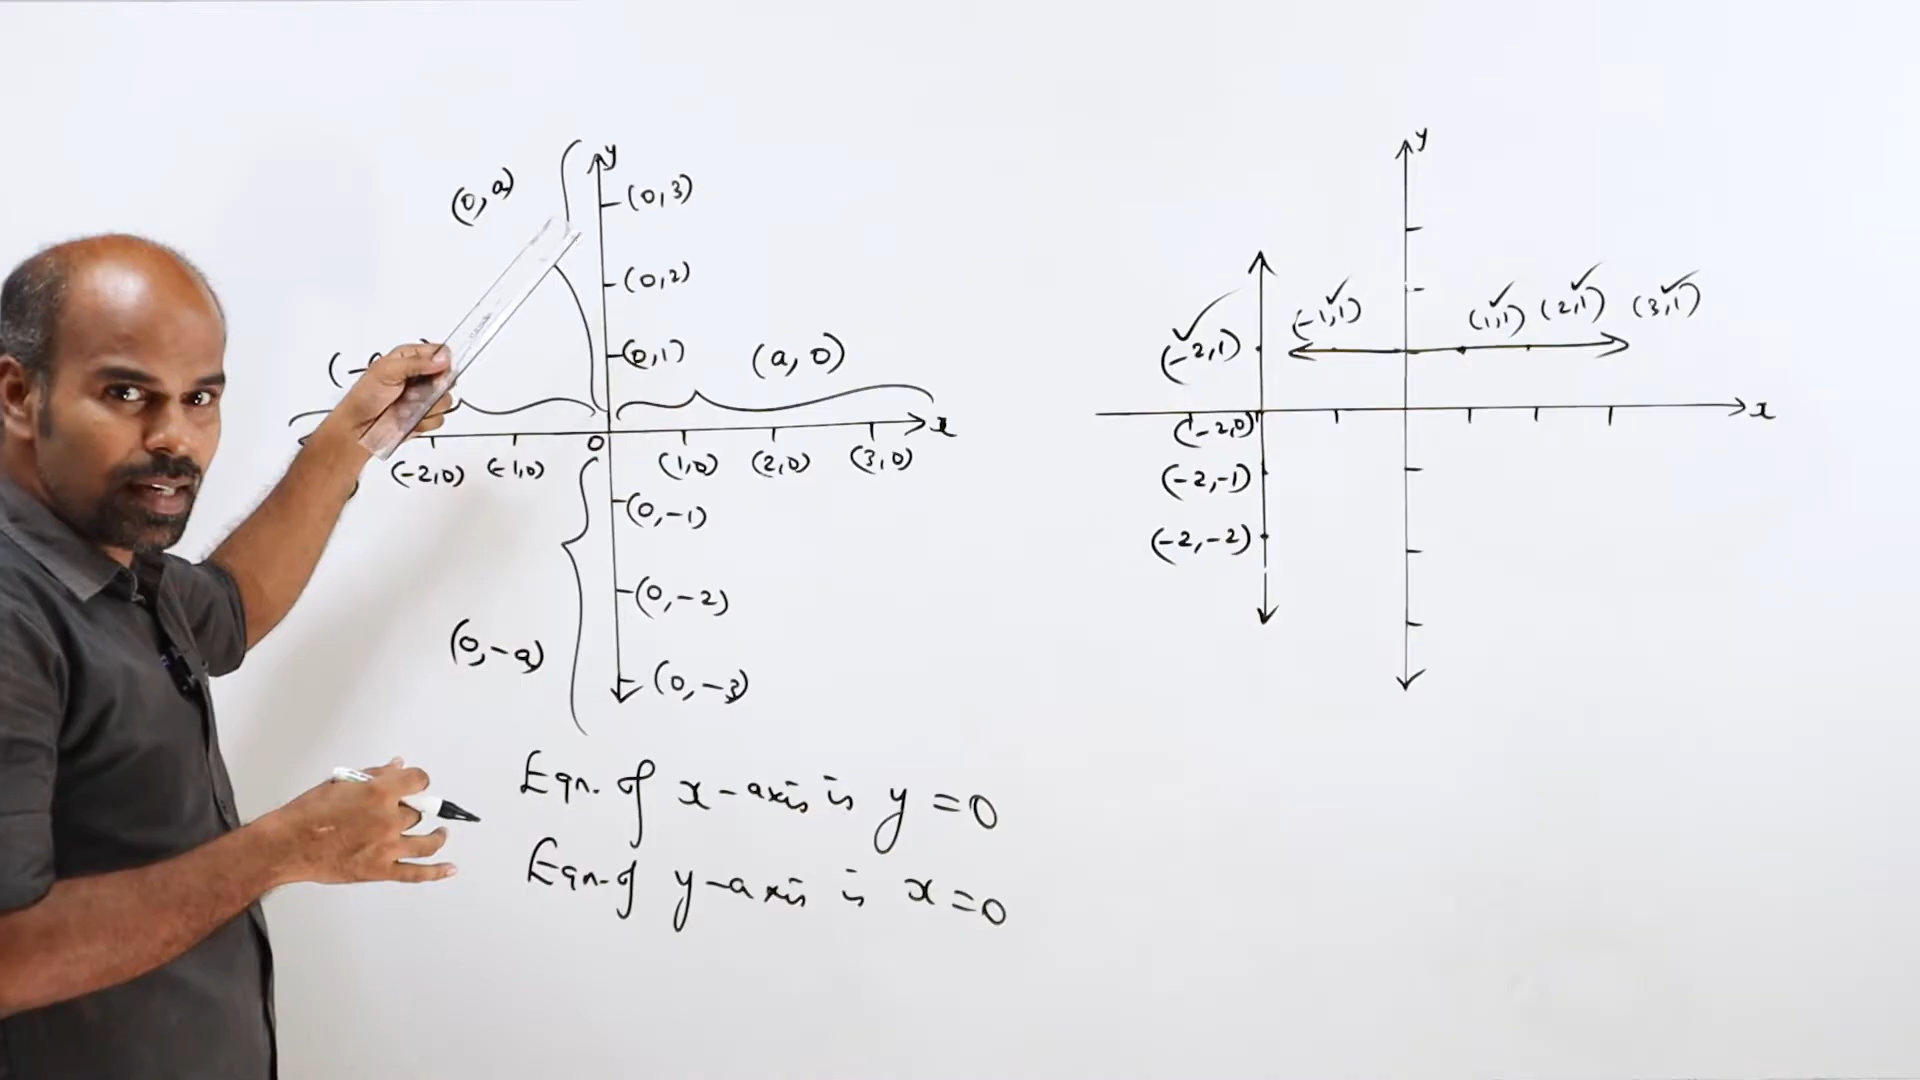 y
(0, a)
(0, 3)
(0, 2)
(0, 1)
(a, 0)
x
0
(-2, 0) (-1, 0) (1, 0) (2, 0) (3, 0)
(0, -1)
(0, -2)
(0, -a)
(0, -3)
Eqn. of x-axis is y = 0
Eqn. of y-axis is x = 0
y
(-1, 1) (1, 1) (2, 1) (3, 1)
(-2, 1)
x
(-2, 0)
(-2, -1)
(-2, -2)